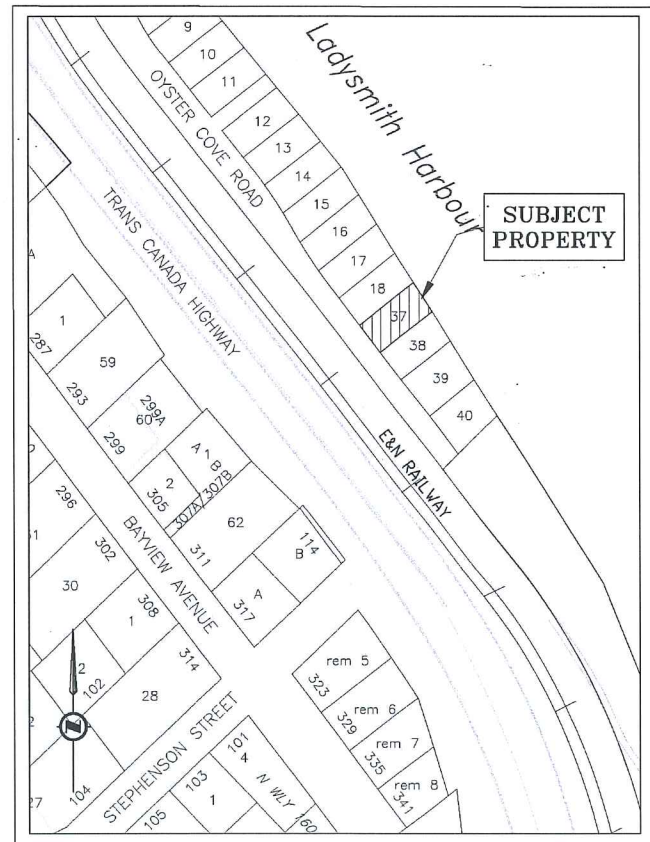 9
10
11
12
13
14
15
16
17
18
37
38
39
40
OYSTER COVE ROAD
Ladysmith Harbour
SUBJECT
PROPERTY
TRANS CANADA HIGHWAY
E&N RAILWAY
A
1
287
59
293
299A
60
299
A 1 B
2
305
307A/307B
62
311
114
B
A
317
BAYVIEW AVENUE
296
302
30
308
1
314
2
102
28
104
STEPHENSON STREET
rem 5
323
rem 6
329
rem 7
335
rem 8
341
101
4
103
1
105
N WLY 160
27